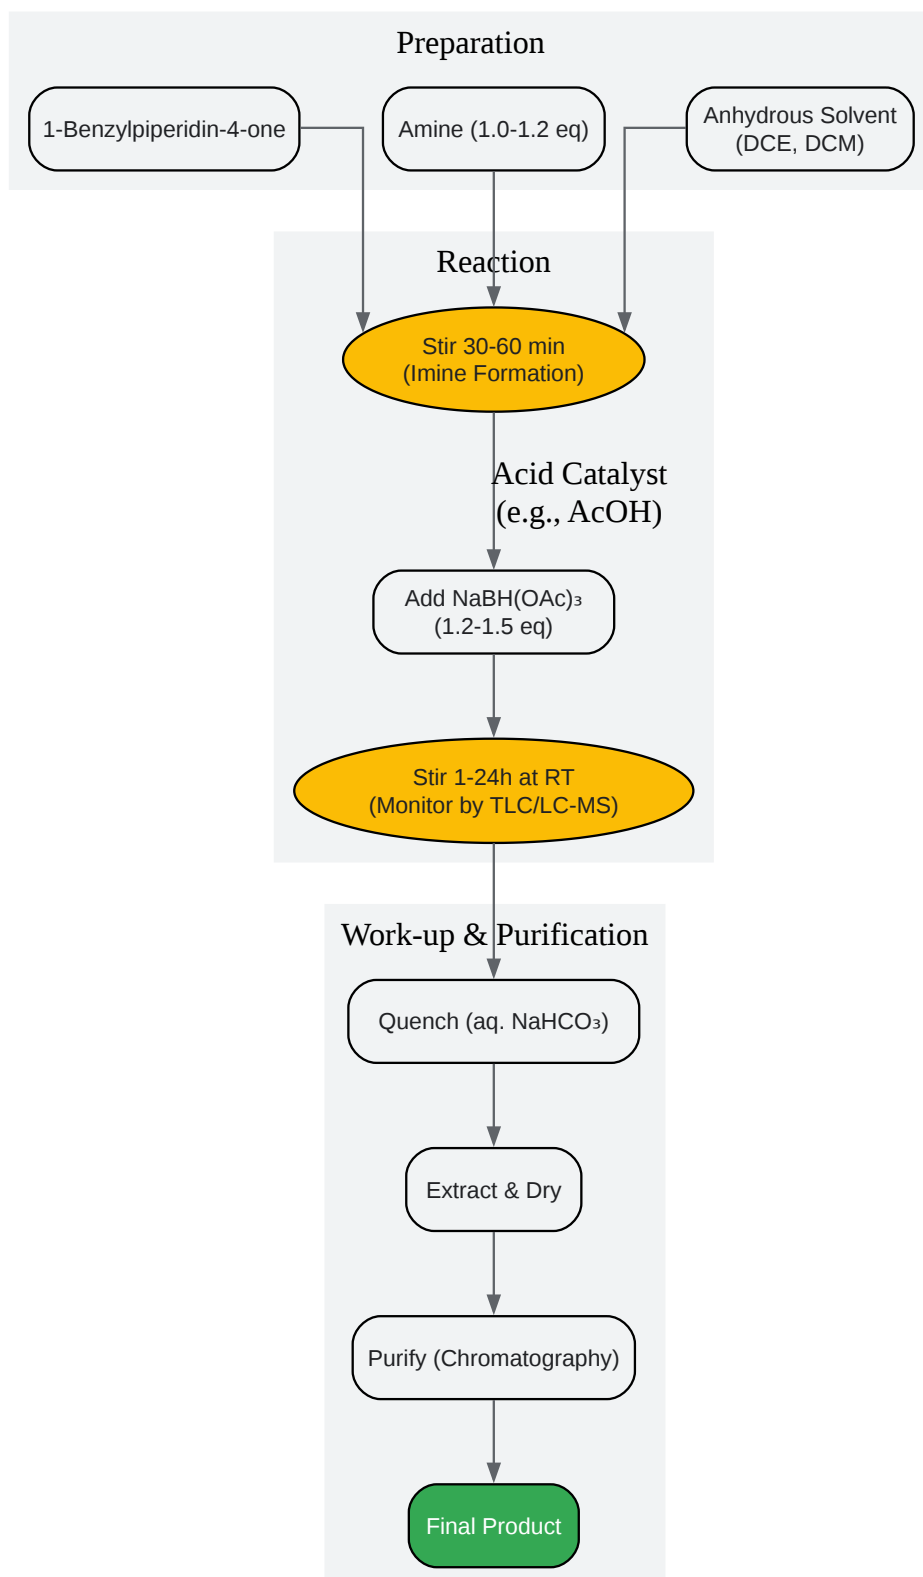 Preparation
1-Benzylpiperidin-4-one
Amine (1.0-1.2 eq)
Anhydrous Solvent
(DCE, DCM)
Reaction
Stir 30-60 min
(Imine Formation)
Acid Catalyst
(e.g., AcOH)
Add NaBH(OAc)₃
(1.2-1.5 eq)
Stir 1-24h at RT
(Monitor by TLC/LC-MS)
Work-up & Purification
Quench (aq. NaHCO₃)
Extract & Dry
Purify (Chromatography)
Final Product